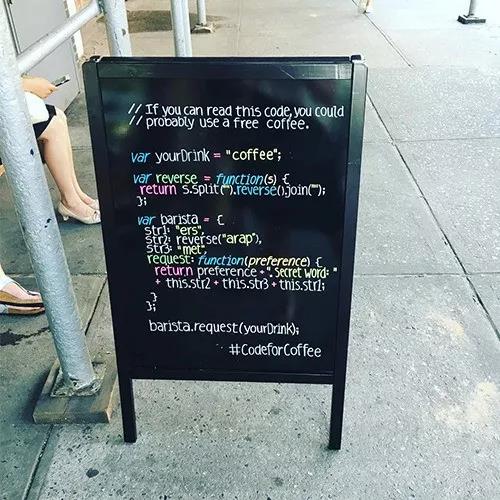 // If you can read this code, you could
// probably use a free coffee.
var yourDrink = "coffee";
var reverse = function(s) {
return s.split("").reverse().join("");
};
var barista = {
str1: "ers",
str2: reverse("arap"),
str3: "met",
request: function(preference) {
return preference + ". Secret word: "
+ this.str2 + this.str3 + this.str1;
}
};
barista.request(yourDrink);
#CodeforCoffee